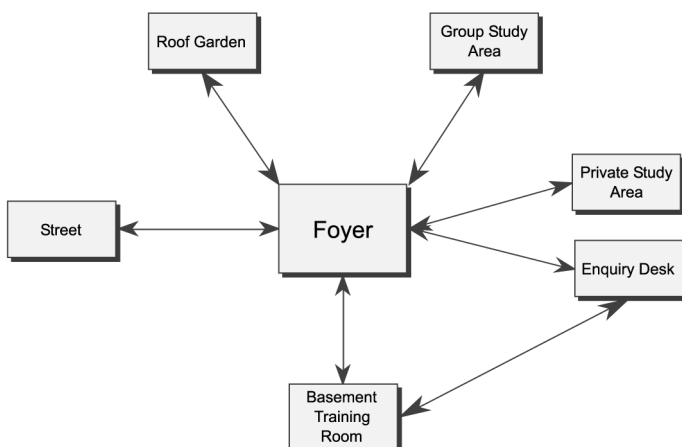 Roof Garden
Group Study
Area
Private Study
Area
Street
Foyer
Enquiry Desk
Basement
Training
Room